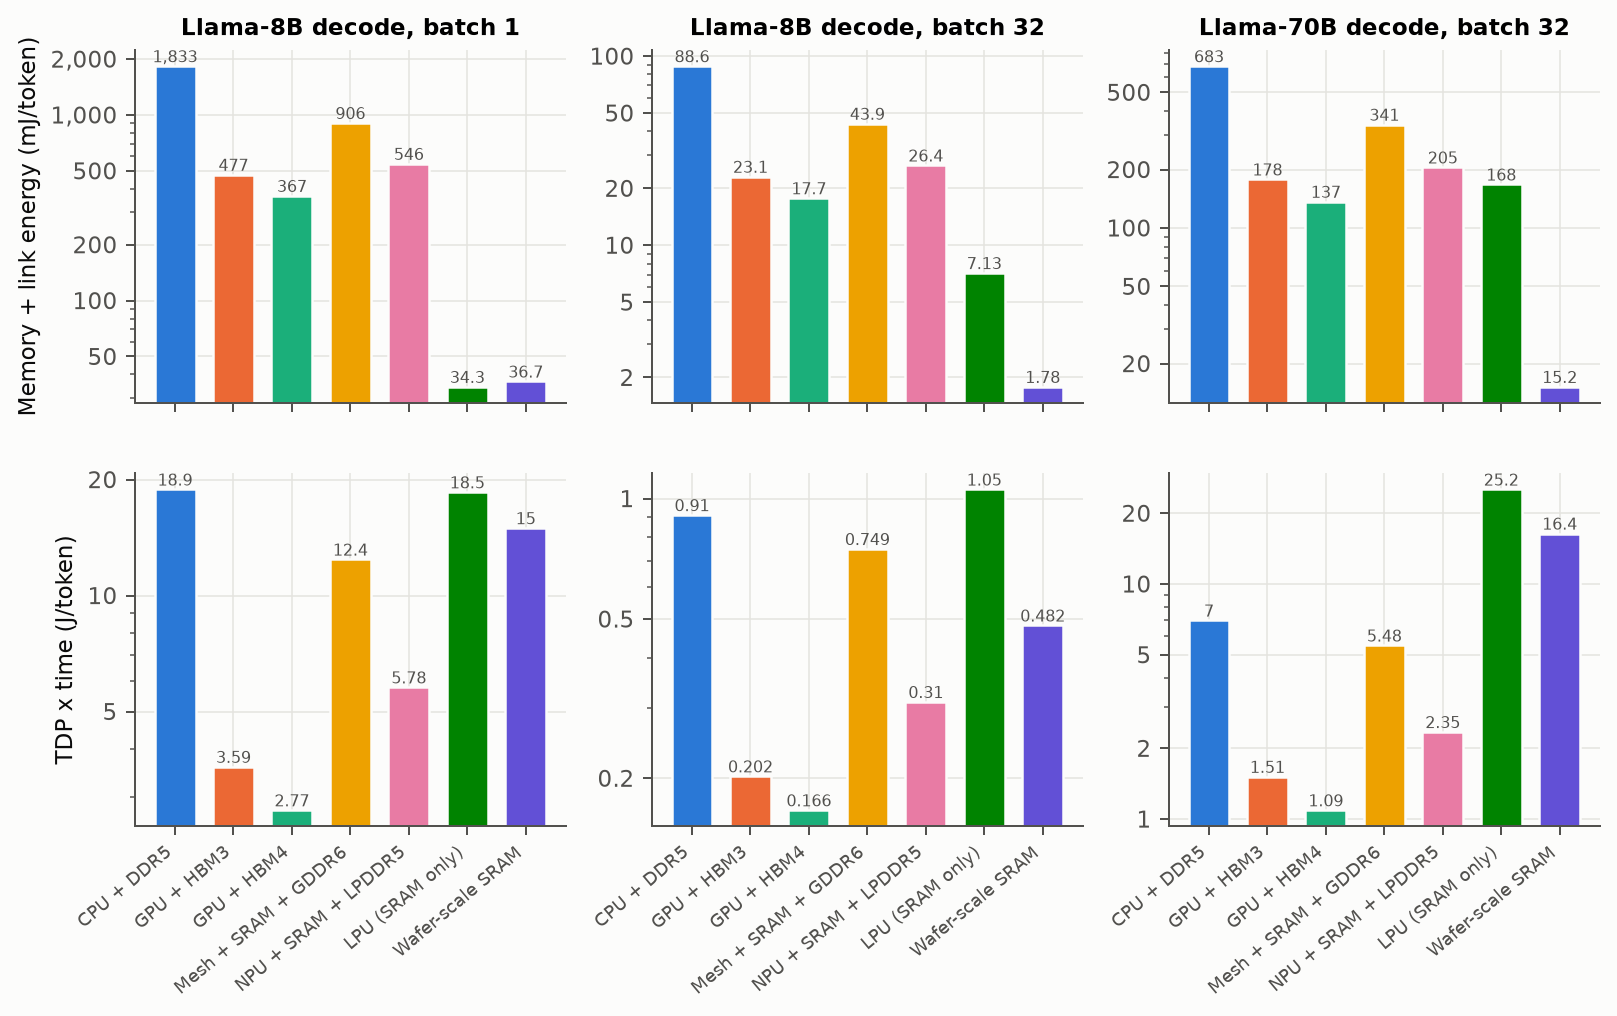 Llama-8B decode, batch 1
Llama-8B decode, batch 32
Llama-70B decode, batch 32
Memory + link energy (mJ/token)
2,000
1,000
500
200
100
50
1,833
477
367
906
546
34.3
36.7
100
50
20
10
5
2
88.6
23.1
17.7
43.9
26.4
7.13
1.78
500
200
100
50
20
683
178
137
341
205
168
15.2
TDP x time (J/token)
20
10
5
18.9
3.59
2.77
12.4
5.78
18.5
15
1
0.5
0.2
0.91
0.202
0.166
0.749
0.31
1.05
0.482
20
10
5
2
1
7
1.51
1.09
5.48
2.35
25.2
16.4
CPU + DDR5
GPU + HBM3
GPU + HBM4
Mesh + SRAM + GDDR6
NPU + SRAM + LPDDR5
LPU (SRAM only)
Wafer-scale SRAM
CPU + DDR5
GPU + HBM3
GPU + HBM4
Mesh + SRAM + GDDR6
NPU + SRAM + LPDDR5
LPU (SRAM only)
Wafer-scale SRAM
CPU + DDR5
GPU + HBM3
GPU + HBM4
Mesh + SRAM + GDDR6
NPU + SRAM + LPDDR5
LPU (SRAM only)
Wafer-scale SRAM